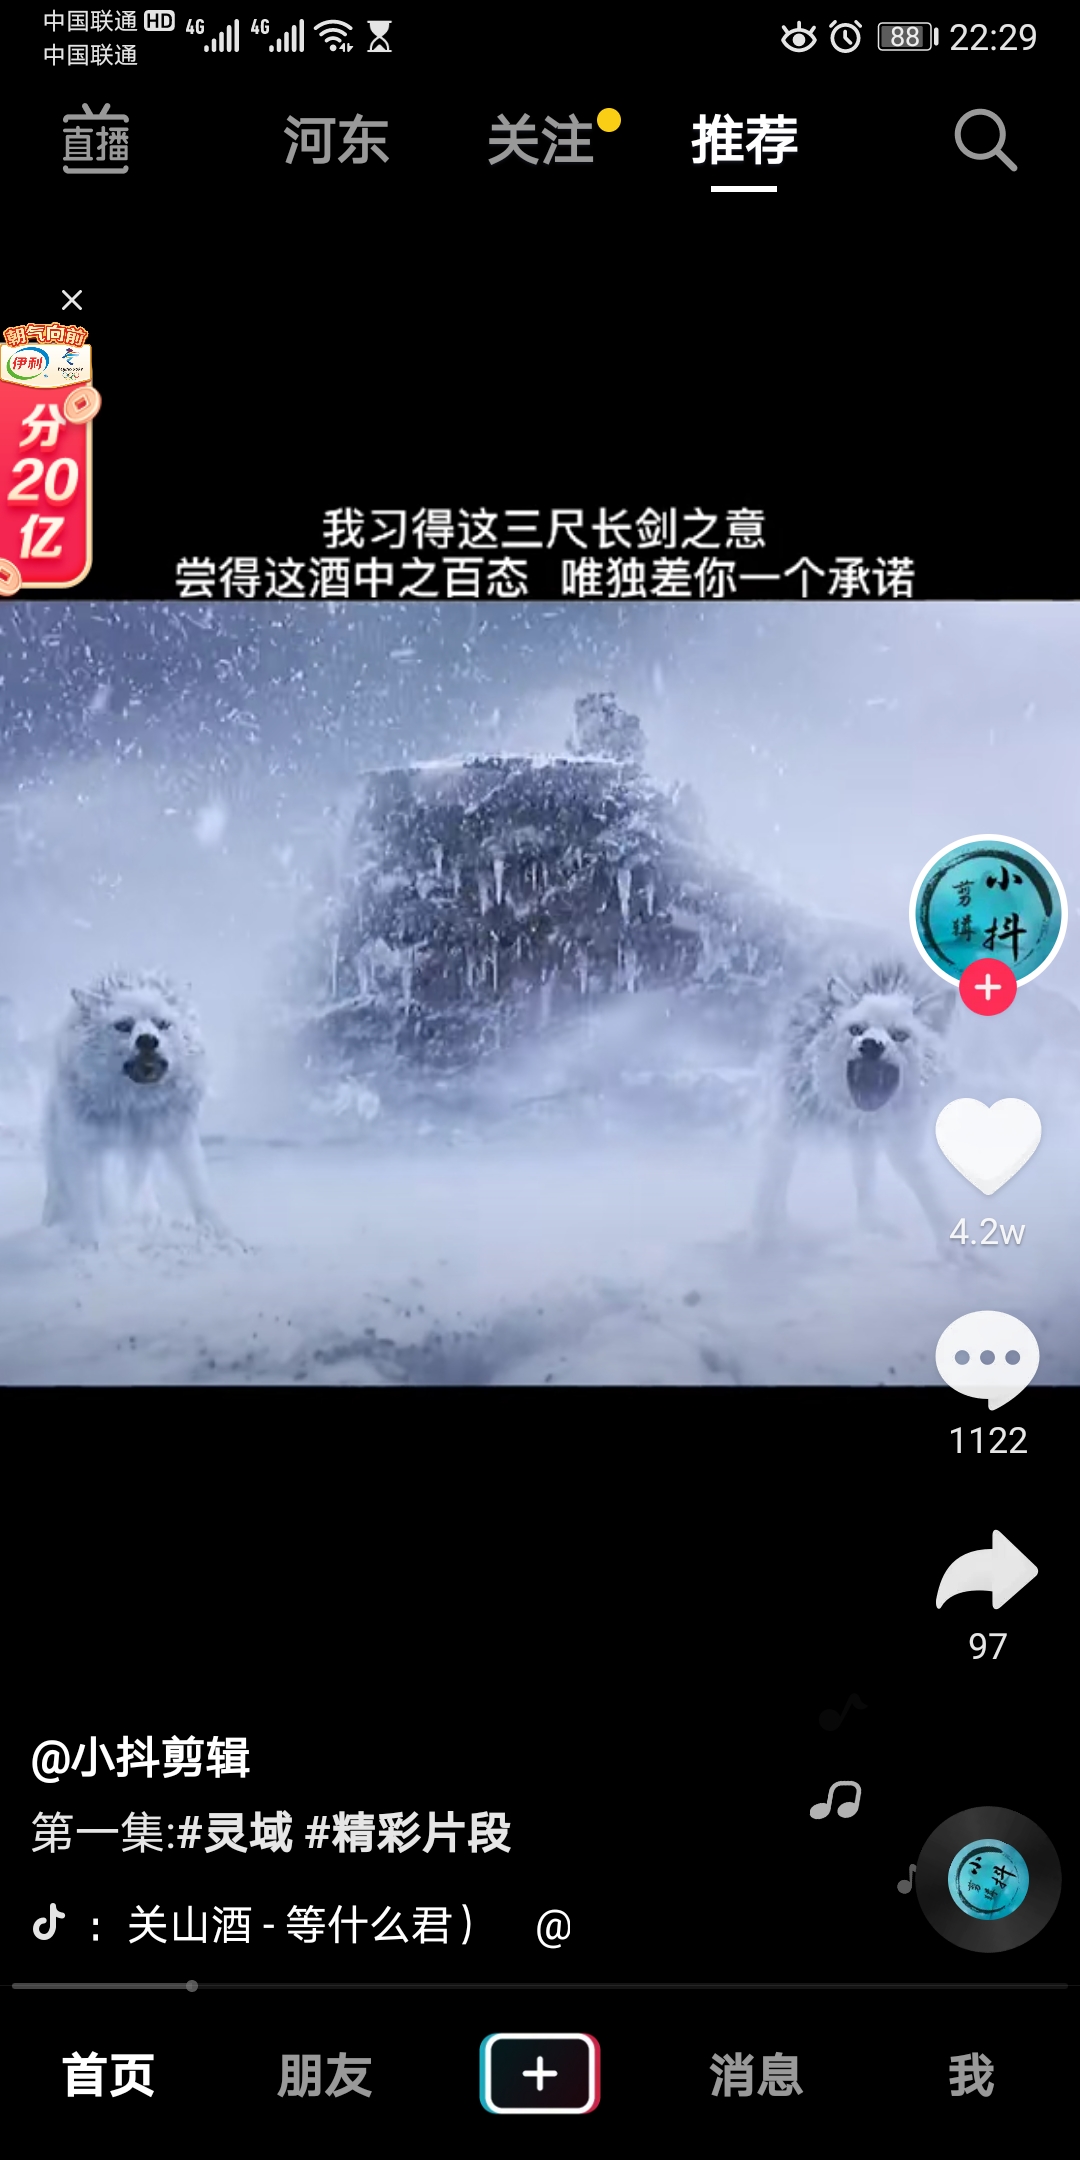 中国联通 HD 4G 4G 88 22:29
中国联通
直播 河东 关注 推荐
朝气向前
伊利
分
20
亿
我习得这三尺长剑之意
尝得这酒中之百态 唯独差你一个承诺
小抖
剪辑
4.2w
1122
97
@小抖剪辑
第一集:#灵域 #精彩片段
：关山酒 - 等什么君） @
小抖
剪辑
首页 朋友 消息 我